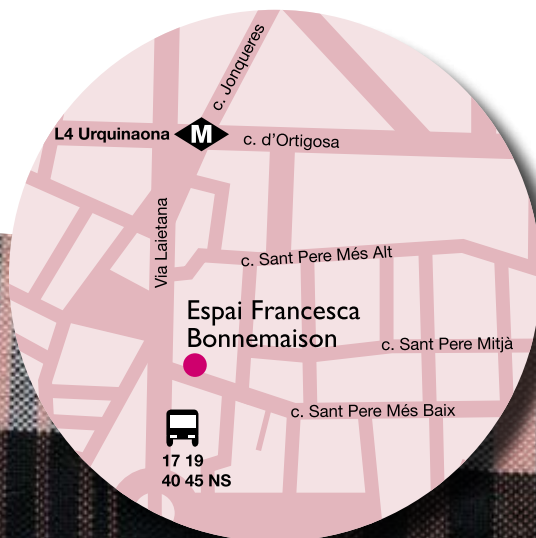 c. Jonqueres
L4 Urquinaona
M
c. d'Ortigosa
Via Laietana
c. Sant Pere Més Alt
Espai Francesca
Bonnemaison
c. Sant Pere Mitjà
c. Sant Pere Més Baix
17 19
40 45 NS